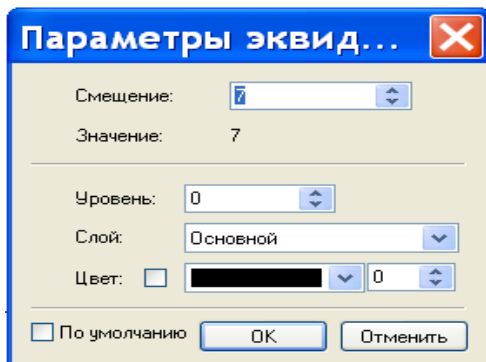 Параметры эквид...
Смещение: 7
Значение: 7
Уровень: 0
Слой: Основной
Цвет: 0
По умолчанию OK Отменить